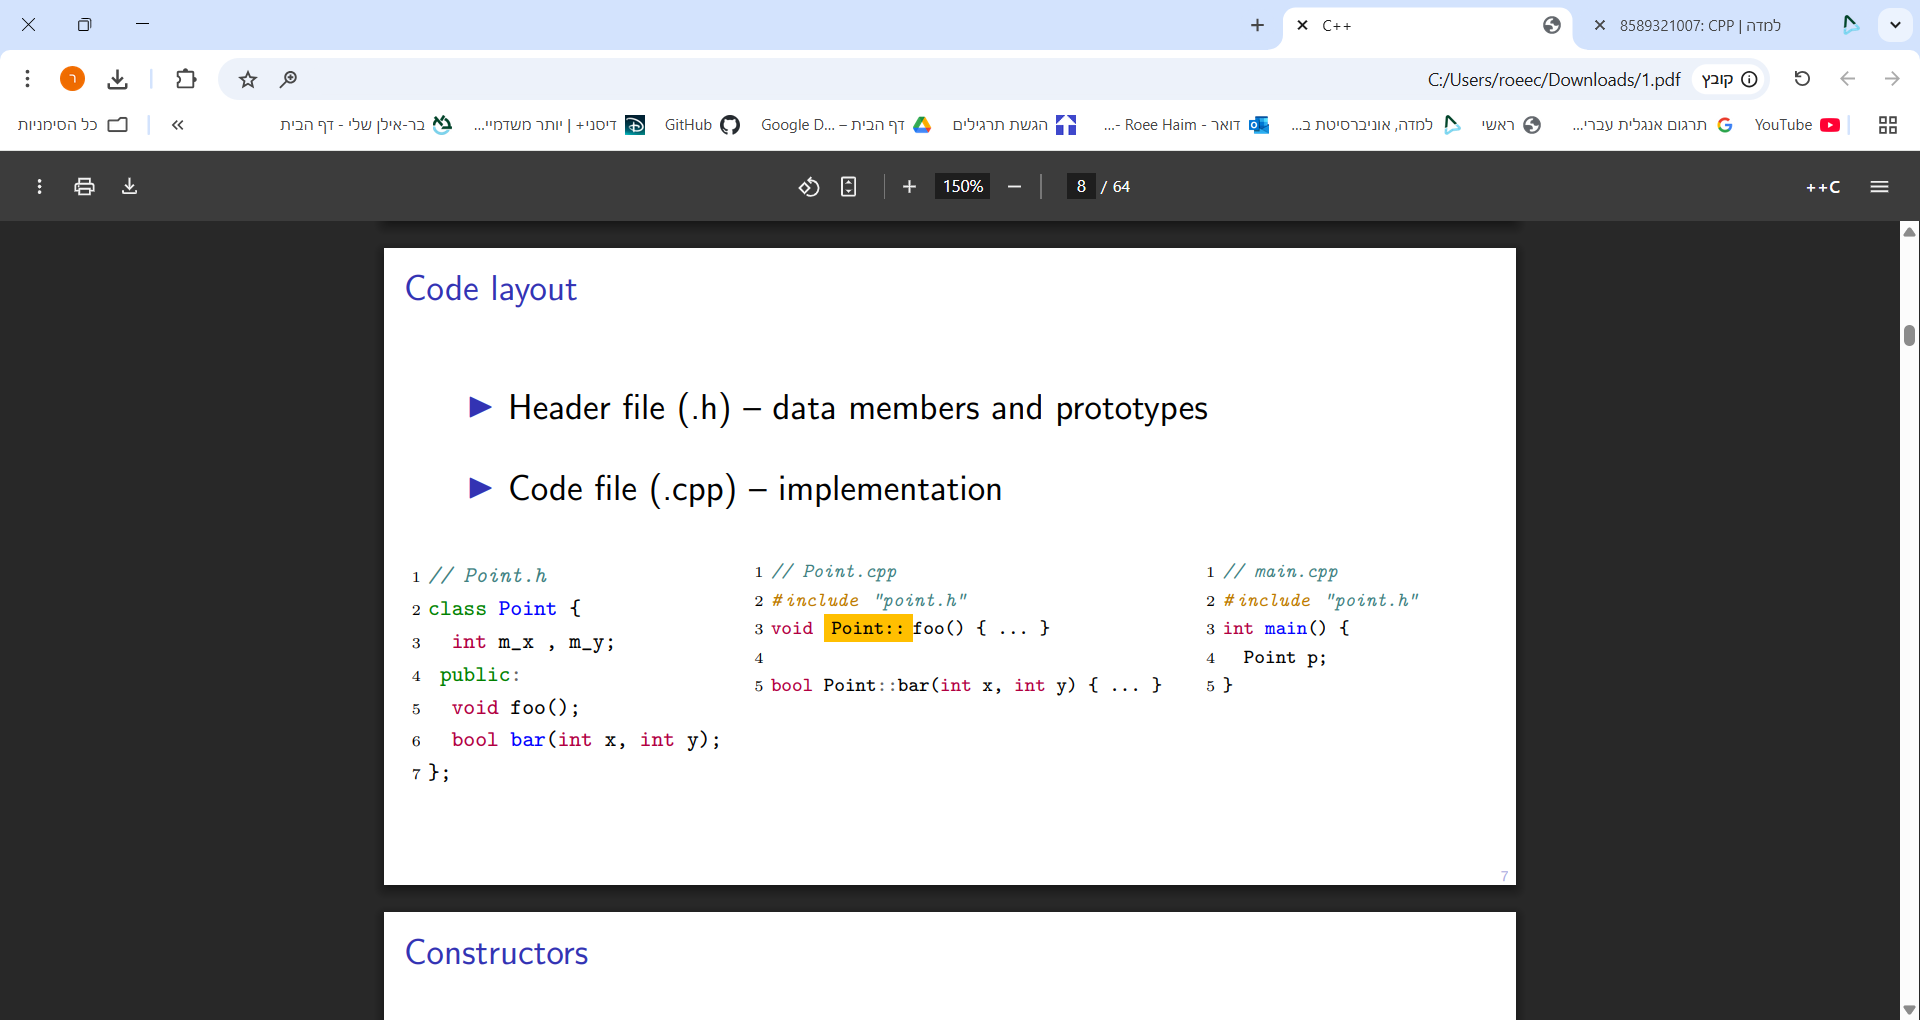 C++
8589321007: CPP | למדה
ר
C:/Users/roeec/Downloads/1.pdf
קובץ
כל הסימניות
»
בר-אילן שלי - דף הבית
דיסני+ | יותר משדמיי...
GitHub
Google D... – דף הבית
הגשת תרגילים
דואר - Roee Haim -...
למדה, אוניברסיטת ב...
ראשי
תרגום אנגלית עברי...
YouTube
150%
8 / 64
++C
Code layout
Header file (.h) – data members and prototypes
Code file (.cpp) – implementation
1 // Point.h
2 class Point {
3 int m_x , m_y;
4 public:
5 void foo();
6 bool bar(int x, int y);
7 };
1 // Point.cpp
2 #include "point.h"
3 void Point:: foo() { ... }
4
5 bool Point::bar(int x, int y) { ... }
1 // main.cpp
2 #include "point.h"
3 int main() {
4 Point p;
5 }
7
Constructors